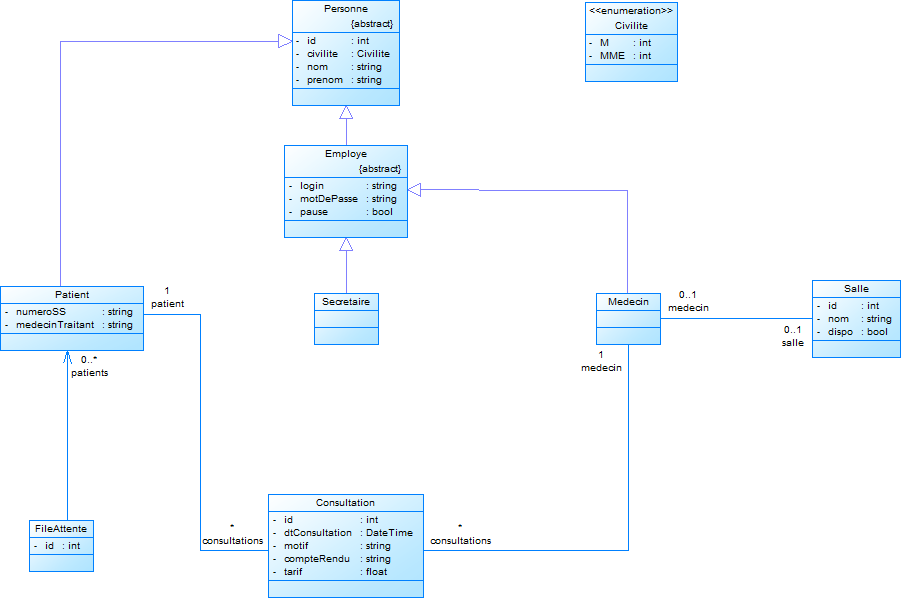 Personne
{abstract}
- id : int
- civilite : Civilite
- nom : string
- prenom : string
<<enumeration>>
Civilite
- M : int
- MME : int
Employe
{abstract}
- login : string
- motDePasse : string
- pause : bool
Patient
- numeroSS : string
- medecinTraitant : string
1
patient
Secretaire
Medecin
0..1
medecin
Salle
- id : int
- nom : string
- dispo : bool
0..1
salle
1
medecin
0..*
patients
FileAttente
- id : int
*
consultations
Consultation
- id : int
- dtConsultation : DateTime
- motif : string
- compteRendu : string
- tarif : float
*
consultations